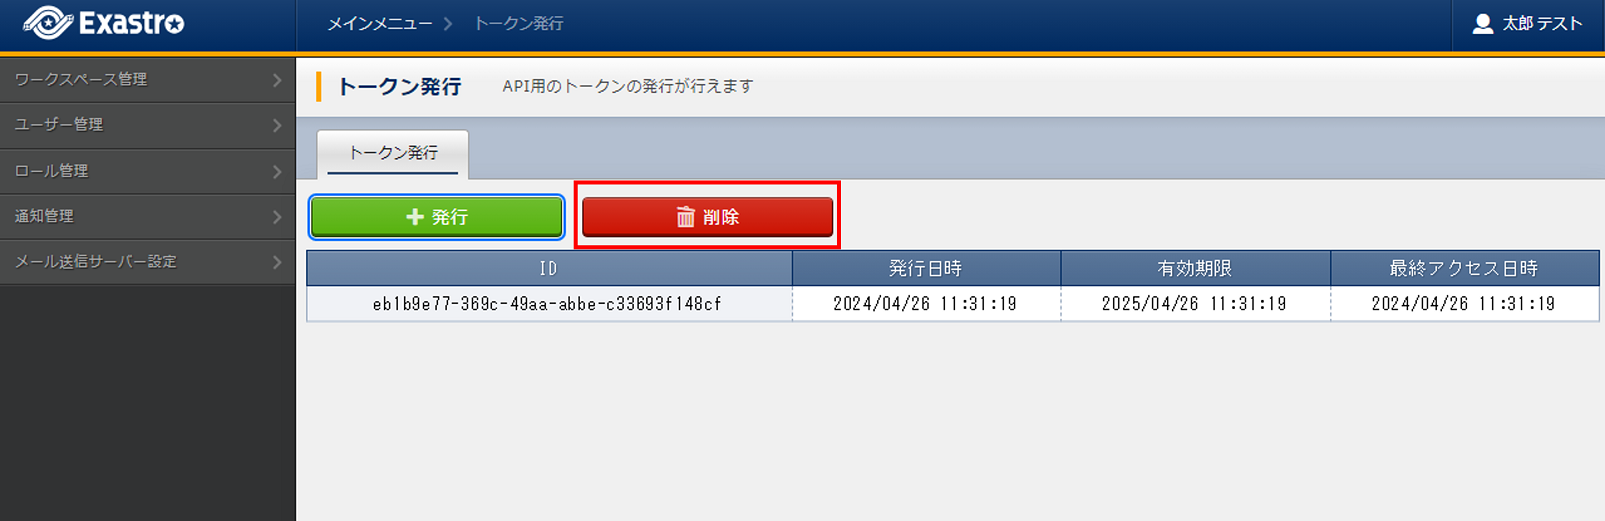 Exastro
メインメニュー トークン発行
太郎 テスト
ワークスペース管理
ユーザー管理
ロール管理
通知管理
メール送信サーバー設定
トークン発行 API用のトークンの発行が行えます
トークン発行
発行 削除
ID 発行日時 有効期限 最終アクセス日時
eb1b9e77-369c-49aa-abbe-c33693f148cf 2024/04/26 11:31:19 2025/04/26 11:31:19 2024/04/26 11:31:19